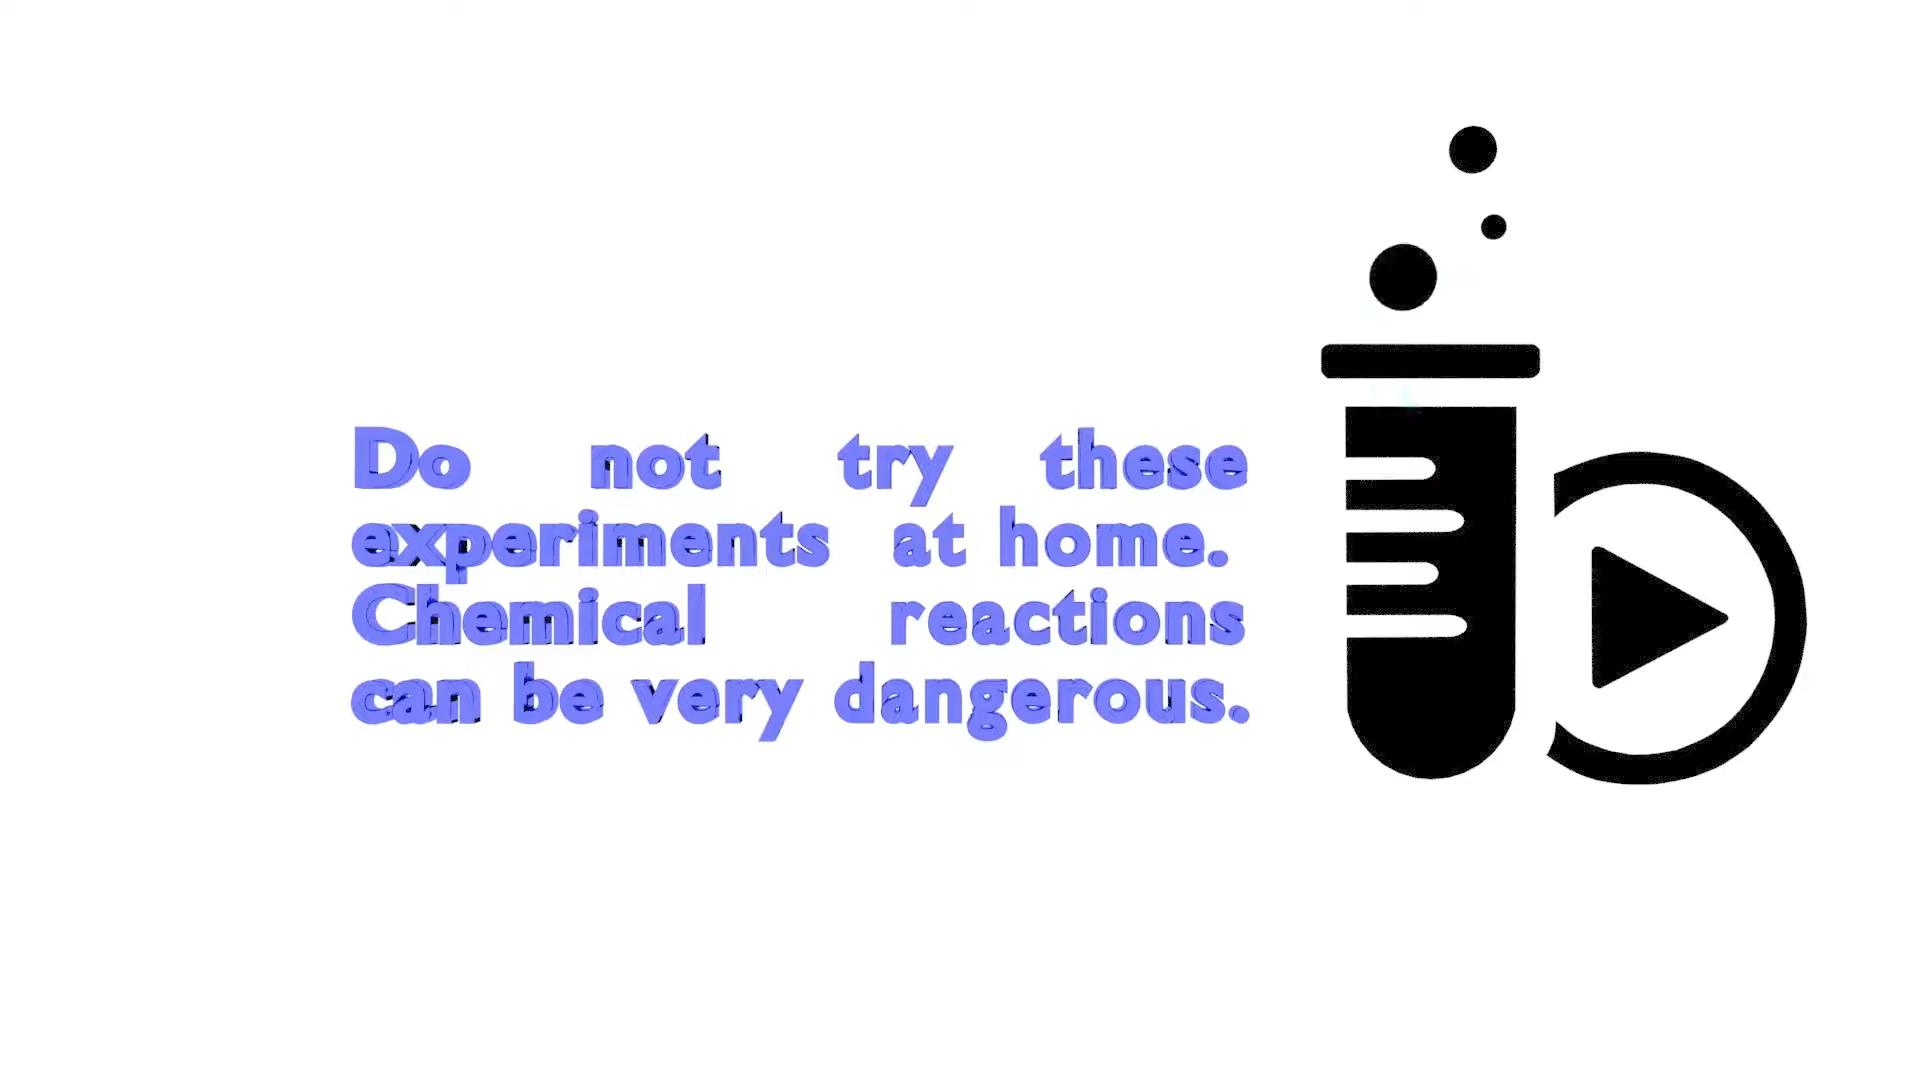 Do not try these
experiments at home.
Chemical reactions
can be very dangerous.